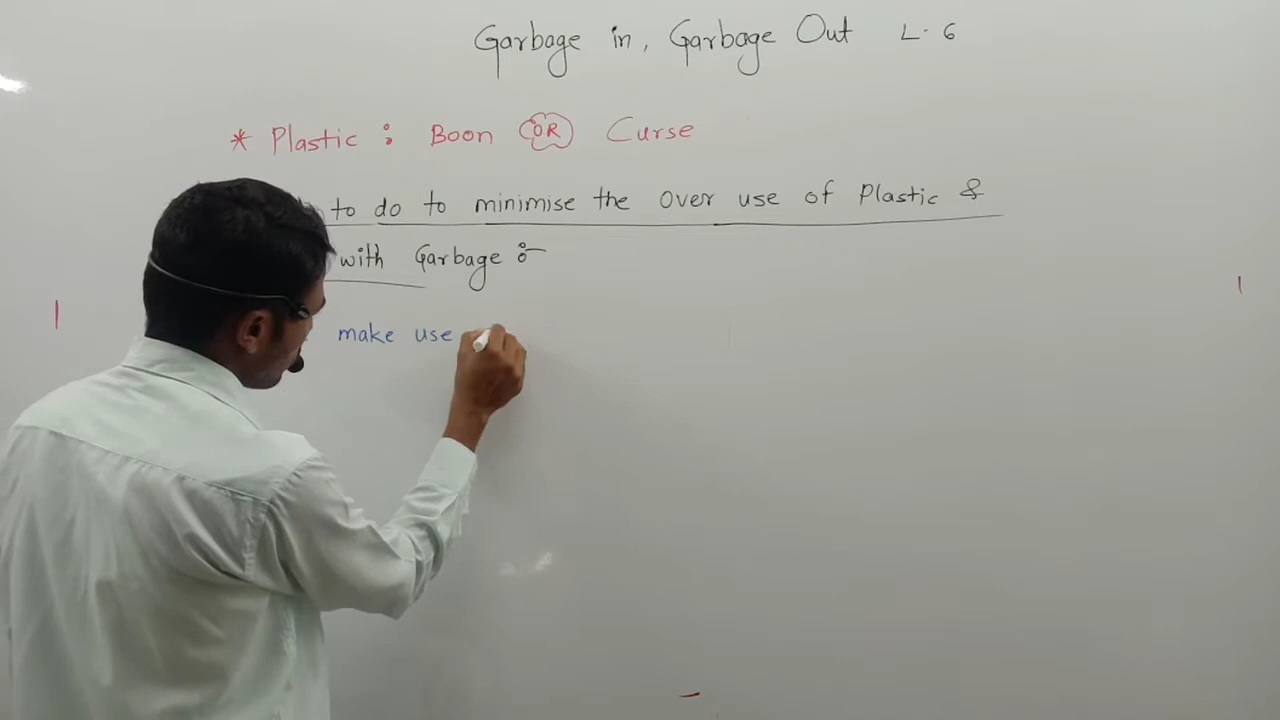 Garbage in, Garbage Out L. 6
* Plastic : Boon OR Curse
to do to minimise the Over use of Plastic &
with Garbage :-
make use